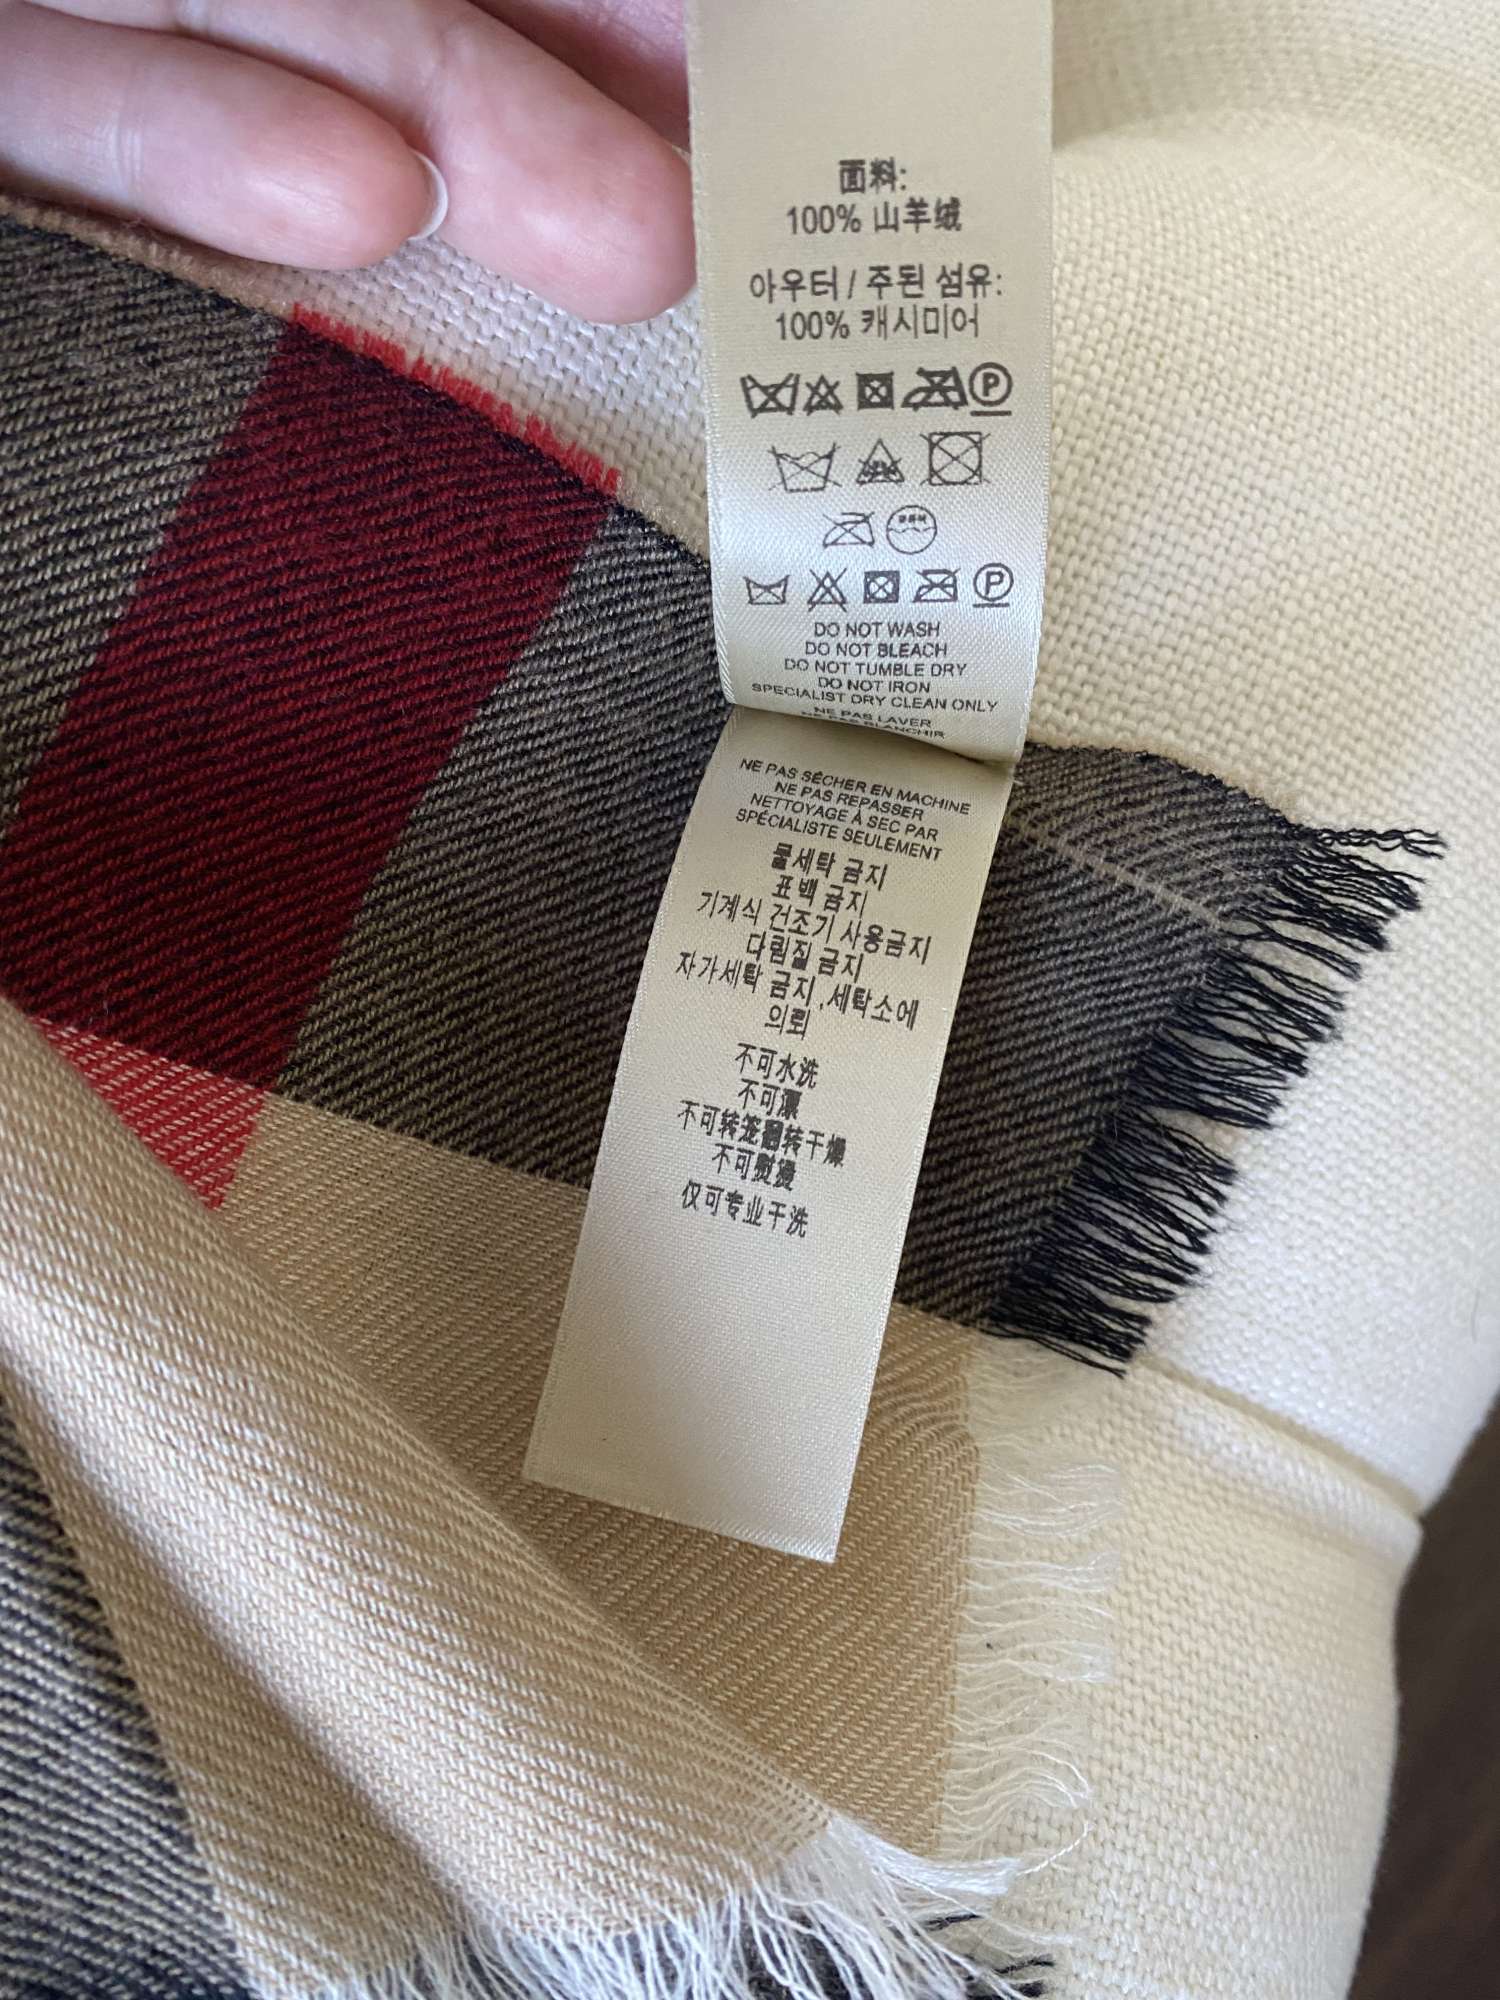 面料:
100% 山羊绒
아우터 / 주된 섬유:
100% 캐시미어
P
P
DO NOT WASH
DO NOT BLEACH
DO NOT TUMBLE DRY
DO NOT IRON
SPECIALIST DRY CLEAN ONLY
NE PAS LAVER
NE PAS BLANCHIR
NE PAS SÉCHER EN MACHINE
NE PAS REPASSER
NETTOYAGE À SEC PAR
SPÉCIALISTE SEULEMENT
물세탁 금지
표백 금지
기계식 건조기 사용금지
다림질 금지
자가세탁 금지,세탁소에
의뢰
不可水洗
不可漂
不可转笼翻转干燥
不可熨烫
仅可专业干洗